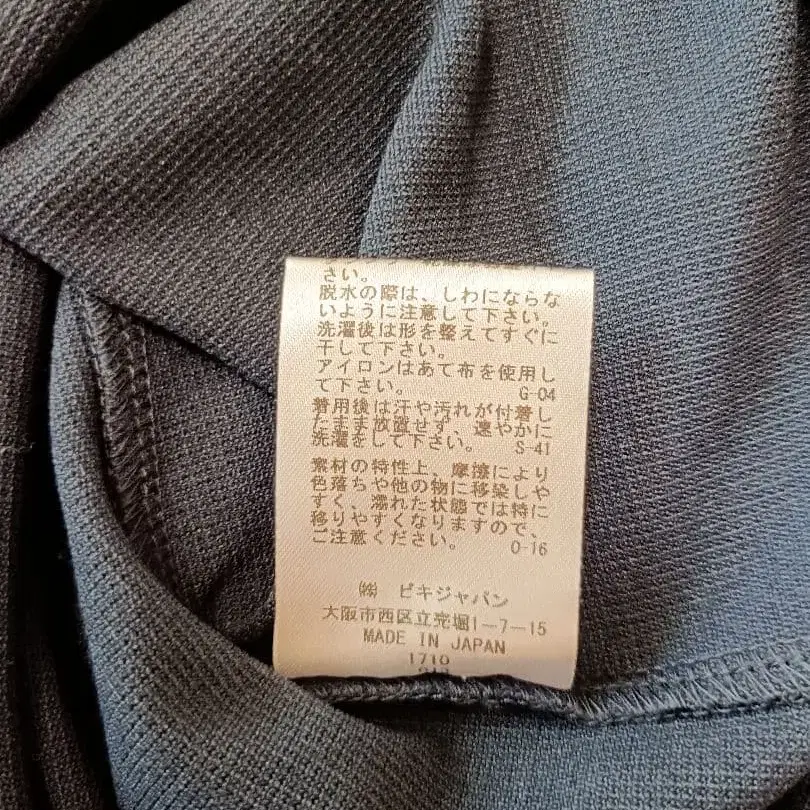 さい。
脱水の際は、しわにならな
いように注意して下さい。
洗濯後は形を整えてすぐに
干して下さい。
アイロンはあて布を使用し
て下さい。 G-04
着用後は汗や汚れが付着し
たまま放置せず、速やかに
洗濯をして下さい。 S-41
素材の特性上、摩擦により
色落ちや他の物に移染しや
すく、濡れた状態では特に
移りやすくなりますので、
ご注意ください。 O-16
㈱ ピキジャパン
大阪市西区立売堀1-7-15
MADE IN JAPAN
1710